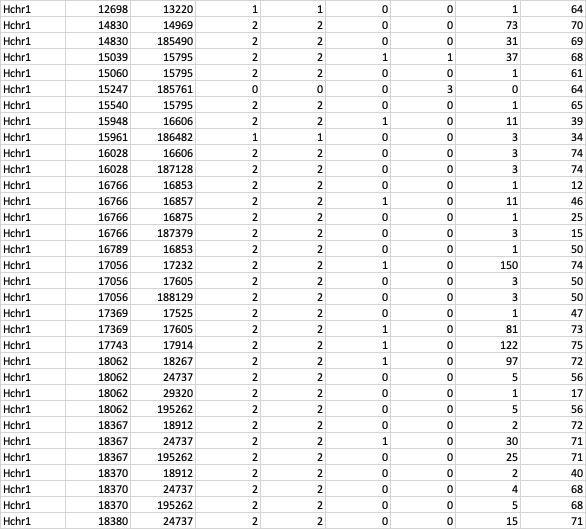 Hchr1 12698 13220 1 1 0 0 1 64
Hchr1 14830 14969 2 2 0 0 73 70
Hchr1 14830 185490 2 2 0 0 31 69
Hchr1 15039 15795 2 2 1 1 37 68
Hchr1 15060 15795 2 2 0 0 1 61
Hchr1 15247 185761 0 0 0 3 0 64
Hchr1 15540 15795 2 2 0 0 1 65
Hchr1 15948 16606 2 2 1 0 11 39
Hchr1 15961 186482 1 1 0 0 3 34
Hchr1 16028 16606 2 2 0 0 3 74
Hchr1 16028 187128 2 2 0 0 3 74
Hchr1 16766 16853 2 2 0 0 1 12
Hchr1 16766 16857 2 2 1 0 11 46
Hchr1 16766 16875 2 2 0 0 1 25
Hchr1 16766 187379 2 2 0 0 3 15
Hchr1 16789 16853 2 2 0 0 1 50
Hchr1 17056 17232 2 2 1 0 150 74
Hchr1 17056 17605 2 2 0 0 3 50
Hchr1 17056 188129 2 2 0 0 3 50
Hchr1 17369 17525 2 2 0 0 1 47
Hchr1 17369 17605 2 2 1 0 81 73
Hchr1 17743 17914 2 2 1 0 122 75
Hchr1 18062 18267 2 2 1 0 97 72
Hchr1 18062 24737 2 2 0 0 5 56
Hchr1 18062 29320 2 2 0 0 1 17
Hchr1 18062 195262 2 2 0 0 5 56
Hchr1 18367 18912 2 2 0 0 2 72
Hchr1 18367 24737 2 2 1 0 30 71
Hchr1 18367 195262 2 2 0 0 25 71
Hchr1 18370 18912 2 2 0 0 2 40
Hchr1 18370 24737 2 2 0 0 4 68
Hchr1 18370 195262 2 2 0 0 5 68
Hchr1 18380 24737 2 2 0 0 15 71